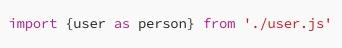 import {user as person} from './user.js'